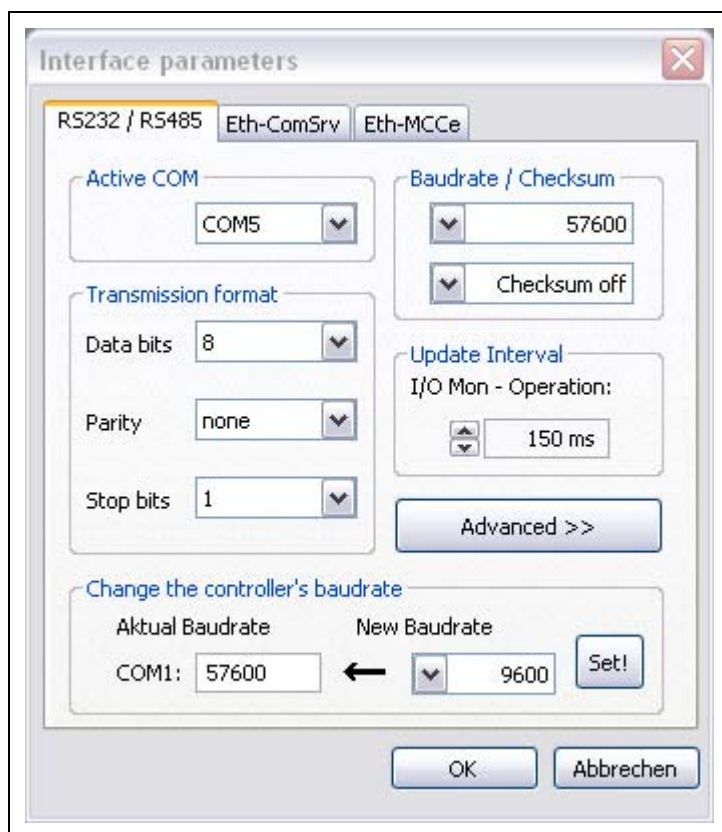 Interface parameters
RS232 / RS485
Eth-ComSrv
Eth-MCCe
Active COM
COM5
Baudrate / Checksum
57600
Checksum off
Transmission format
Data bits 8
Parity none
Stop bits 1
Update Interval
I/O Mon - Operation:
150 ms
Advanced >>
Change the controller's baudrate
Aktual Baudrate
New Baudrate
COM1: 57600
9600
Set!
OK
Abbrechen